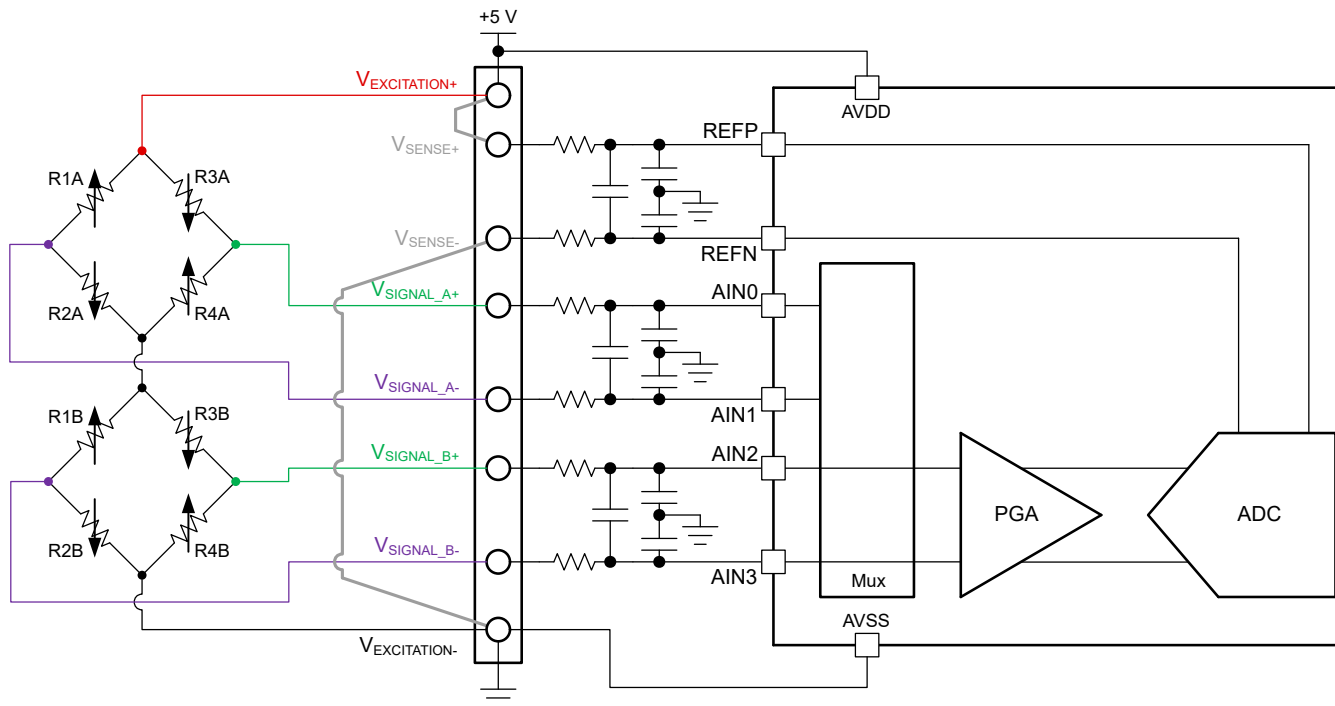 +5 V
VEXCITATION+
AVDD
REFP
VSENSE+
R1A
R3A
VSENSE-
REFN
VSIGNAL_A+
AIN0
R2A
R4A
VSIGNAL_A-
AIN1
R1B
R3B
VSIGNAL_B+
AIN2
PGA
ADC
R2B
R4B
VSIGNAL_B-
AIN3
Mux
AVSS
VEXCITATION-